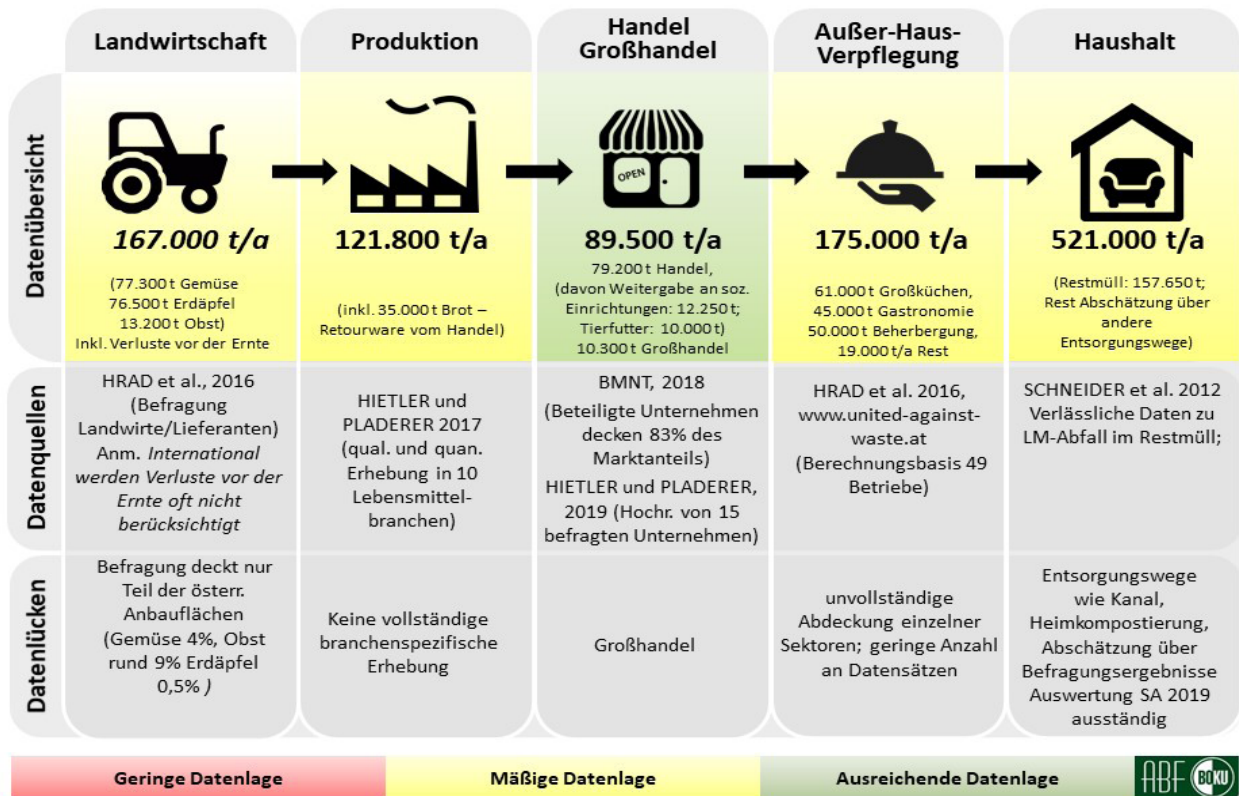 Landwirtschaft
Produktion
Handel
Großhandel
Außer-Haus-
Verpflegung
Haushalt
Datenübersicht
167.000 t/a
(77.300 t Gemüse
76.500 t Erdäpfel
13.200 t Obst)
Inkl. Verluste vor der Ernte
121.800 t/a
(inkl. 35.000 t Brot –
Retourware vom Handel)
OPEN
89.500 t/a
79.200 t Handel,
(davon Weitergabe an soz.
Einrichtungen: 12.250 t;
Tierfutter: 10.000 t)
10.300 t Großhandel
175.000 t/a
61.000 t Großküchen,
45.000 t Gastronomie
50.000 t Beherbergung,
19.000 t/a Rest
521.000 t/a
(Restmüll: 157.650 t;
Rest Abschätzung über
andere
Entsorgungswege)
Datenquellen
HRAD et al., 2016
(Befragung
Landwirte/Lieferanten)
Anm. International
werden Verluste vor der
Ernte oft nicht
berücksichtigt
HIETLER und
PLADERER 2017
(qual. und quan.
Erhebung in 10
Lebensmittel-
branchen)
BMNT, 2018
(Beteiligte Unternehmen
decken 83% des
Marktanteils)
HIETLER und PLADERER,
2019 (Hochr. von 15
befragten Unternehmen)
HRAD et al. 2016,
www.united-against-
waste.at
(Berechnungsbasis 49
Betriebe)
SCHNEIDER et al. 2012
Verlässliche Daten zu
LM-Abfall im Restmüll;
Datenlücken
Befragung deckt nur
Teil der österr.
Anbauflächen
(Gemüse 4%, Obst
rund 9% Erdäpfel
0,5% )
Keine vollständige
branchenspezifische
Erhebung
Großhandel
unvollständige
Abdeckung einzelner
Sektoren; geringe Anzahl
an Datensätzen
Entsorgungswege
wie Kanal,
Heimkompostierung,
Abschätzung über
Befragungsergebnisse
Auswertung SA 2019
ausständig
Geringe Datenlage
Mäßige Datenlage
Ausreichende Datenlage
ABF BOKU